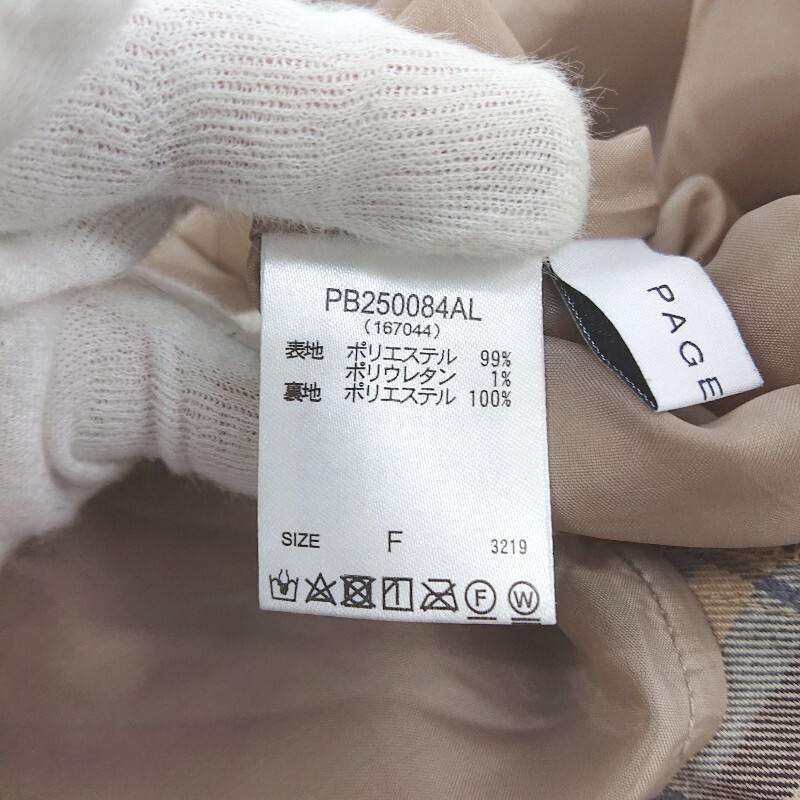 PB250084AL
(167044)
表地 ポリエステル 99%
ポリウレタン 1%
裏地 ポリエステル 100%
SIZE F 3219
F W
PAGE